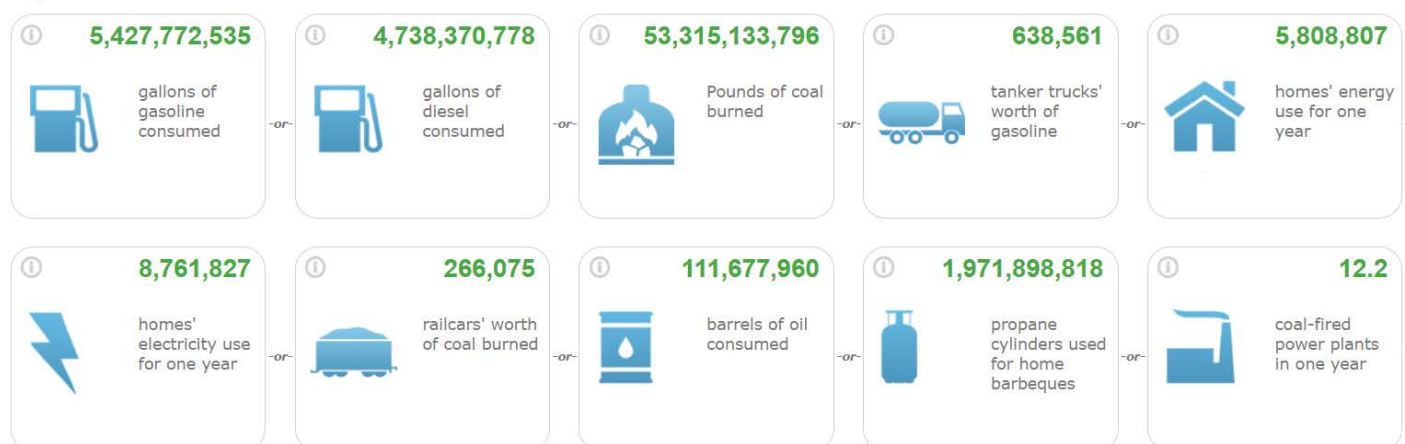 5,427,772,535
gallons of
gasoline
consumed
-or-
4,738,370,778
gallons of
diesel
consumed
-or-
53,315,133,796
Pounds of coal
burned
-or-
638,561
tanker trucks'
worth of
gasoline
-or-
5,808,807
homes' energy
use for one
year
8,761,827
homes'
electricity use
for one year
-or-
266,075
railcars' worth
of coal burned
-or-
111,677,960
barrels of oil
consumed
-or-
1,971,898,818
propane
cylinders used
for home
barbeques
-or-
12.2
coal-fired
power plants
in one year